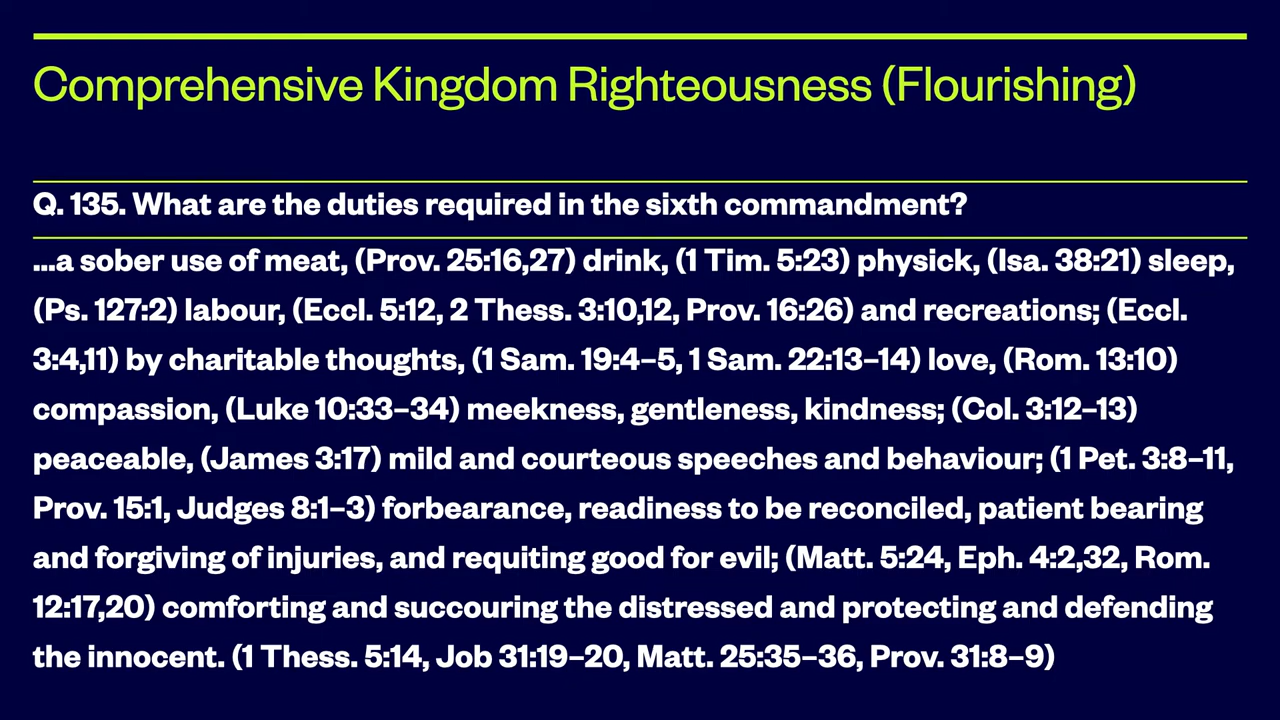 Comprehensive Kingdom Righteousness (Flourishing)
Q. 135. What are the duties required in the sixth commandment?
...a sober use of meat, (Prov. 25:16,27) drink, (1 Tim. 5:23) physick, (Isa. 38:21) sleep,
(Ps. 127:2) labour, (Eccl. 5:12, 2 Thess. 3:10,12, Prov. 16:26) and recreations; (Eccl.
3:4,11) by charitable thoughts, (1 Sam. 19:4–5, 1 Sam. 22:13–14) love, (Rom. 13:10)
compassion, (Luke 10:33–34) meekness, gentleness, kindness; (Col. 3:12–13)
peaceable, (James 3:17) mild and courteous speeches and behaviour; (1 Pet. 3:8–11,
Prov. 15:1, Judges 8:1–3) forbearance, readiness to be reconciled, patient bearing
and forgiving of injuries, and requiting good for evil; (Matt. 5:24, Eph. 4:2,32, Rom.
12:17,20) comforting and succouring the distressed and protecting and defending
the innocent. (1 Thess. 5:14, Job 31:19–20, Matt. 25:35–36, Prov. 31:8–9)